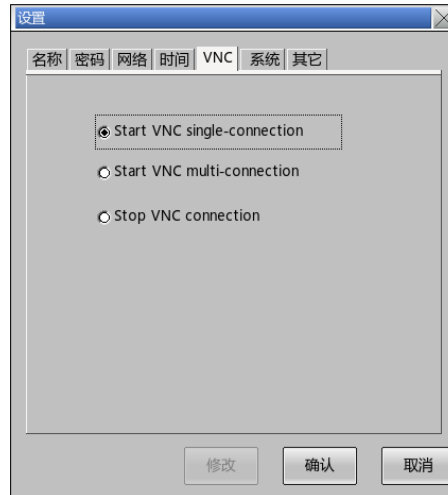 设置
名称 密码 网络 时间 VNC 系统 其它
Start VNC single-connection
Start VNC multi-connection
Stop VNC connection
修改 确认 取消